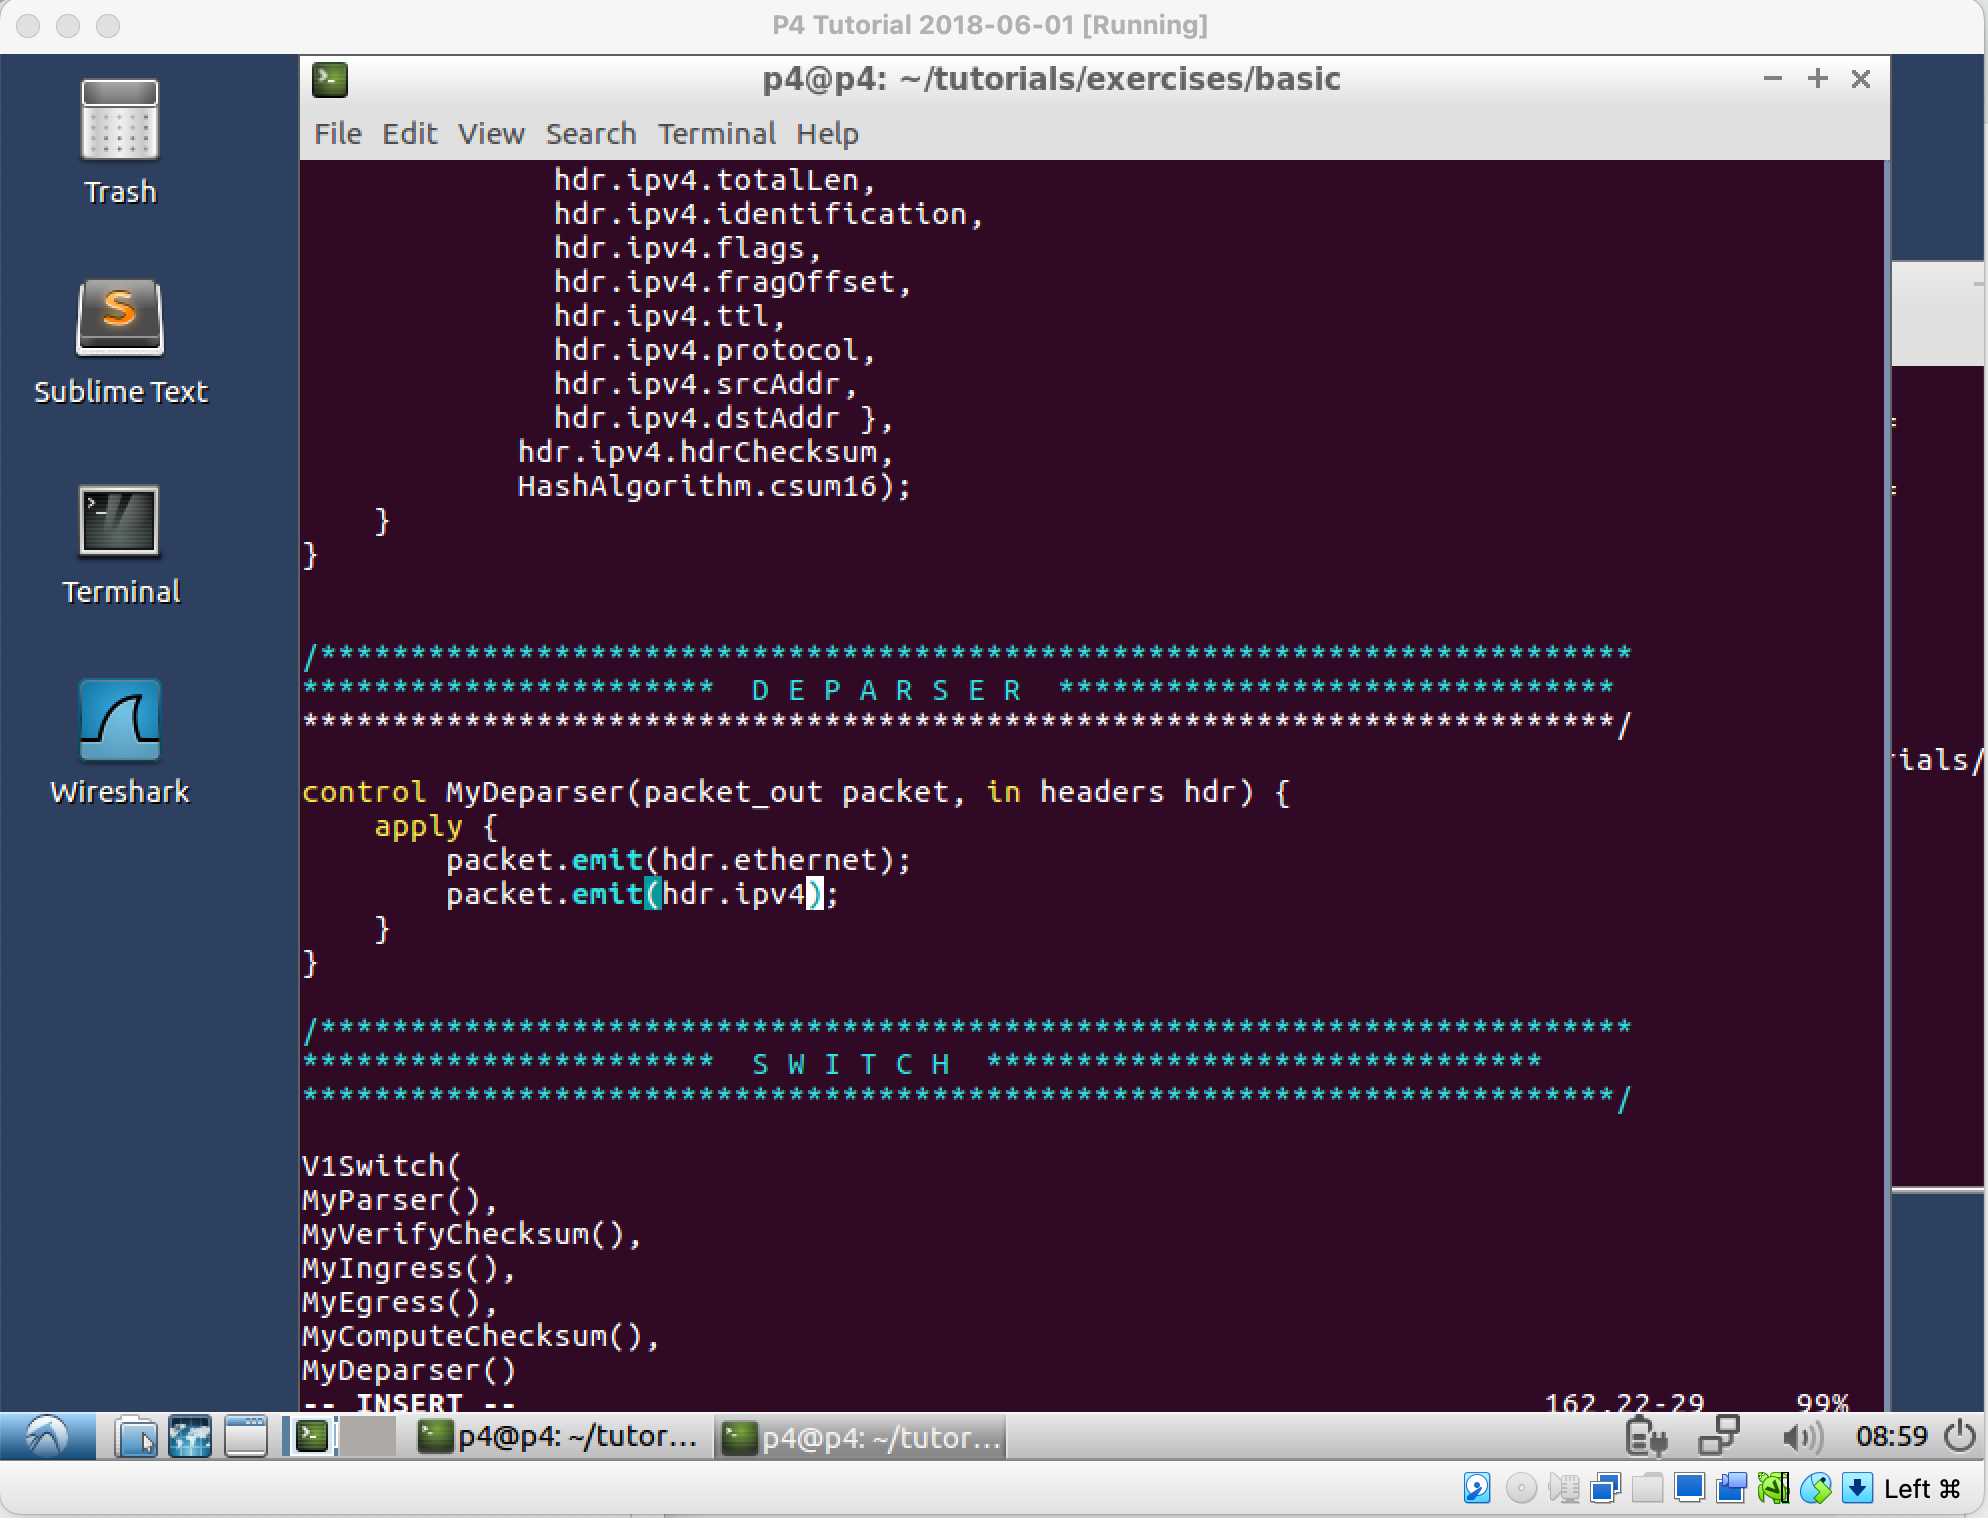 P4 Tutorial 2018-06-01 [Running]
p4@p4: ~/tutorials/exercises/basic
File Edit View Search Terminal Help
Trash
Sublime Text
Terminal
Wireshark
hdr.ipv4.totalLen,
hdr.ipv4.identification,
hdr.ipv4.flags,
hdr.ipv4.fragOffset,
hdr.ipv4.ttl,
hdr.ipv4.protocol,
hdr.ipv4.srcAddr,
hdr.ipv4.dstAddr },
hdr.ipv4.hdrChecksum,
HashAlgorithm.csum16);
}
}
/*************************************************************************
***********************  D E P A R S E R  *******************************
*************************************************************************/
control MyDeparser(packet_out packet, in headers hdr) {
apply {
packet.emit(hdr.ethernet);
packet.emit(hdr.ipv4);
}
}
/*************************************************************************
***********************  S W I T C H  *******************************
*************************************************************************/
V1Switch(
MyParser(),
MyVerifyChecksum(),
MyIngress(),
MyEgress(),
MyComputeChecksum(),
MyDeparser()
-- INSERT -- 162,22-29 99%
=
=
rials/
p4@p4: ~/tutor... p4@p4: ~/tutor... 08:59
Left ⌘